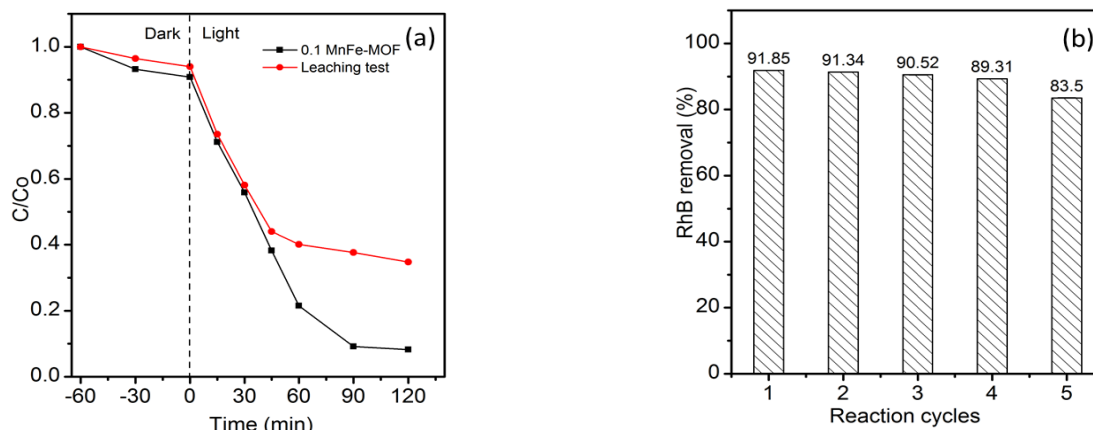 (a)
Dark Light
0.1 MnFe-MOF
Leaching test
1.0
0.8
0.6
0.4
0.2
0.0
C/Co
-60 -30 0 30 60 90 120
Time (min)
(b)
100
80
60
40
20
0
RhB removal (%)
91.85 91.34 90.52 89.31 83.5
1 2 3 4 5
Reaction cycles